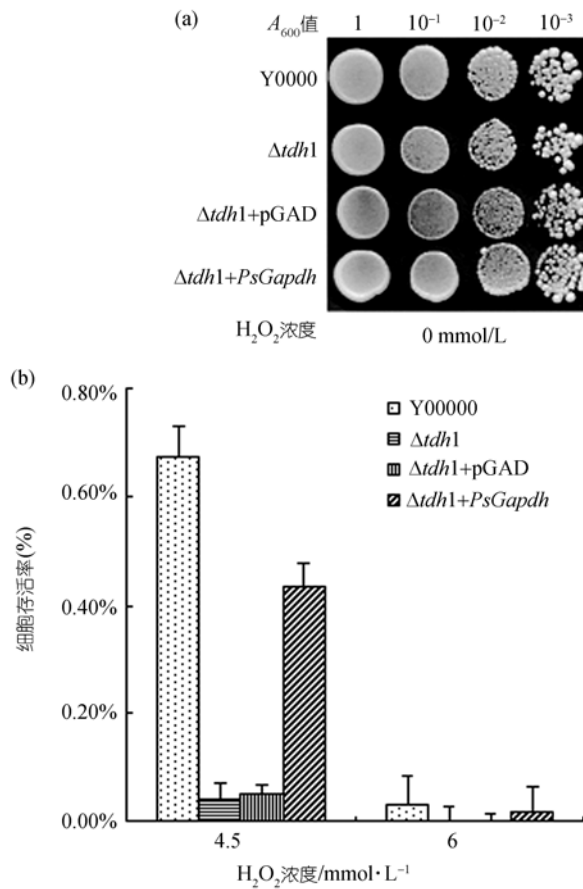 (a) A₆₀₀值 1 10⁻¹ 10⁻² 10⁻³
Y0000
Δtdh1
Δtdh1+pGAD
Δtdh1+PsGapdh
H₂O₂浓度 0 mmol/L
(b)
0.80%
0.60%
0.40%
0.20%
0.00%
细胞存活率(%)
Y00000
Δtdh1
Δtdh1+pGAD
Δtdh1+PsGapdh
4.5 6
H₂O₂浓度/mmol·L⁻¹